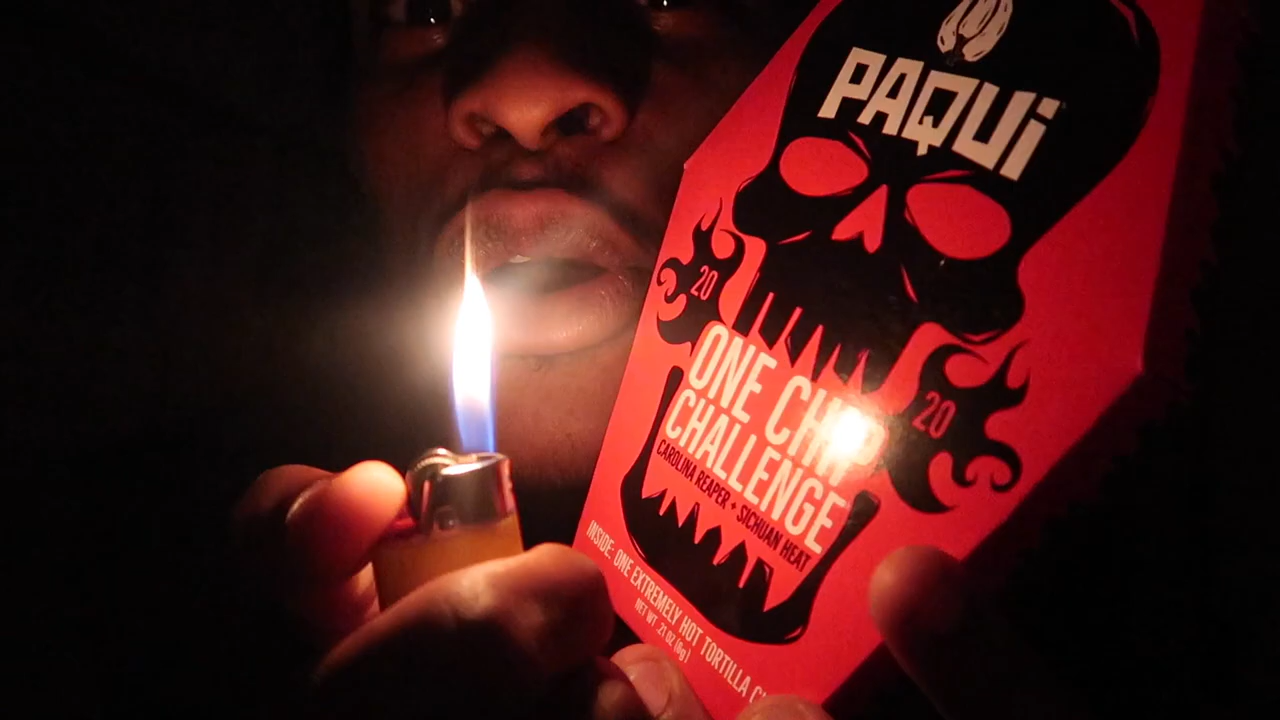 PAQUI
20
20
ONE CHIP
CHALLENGE
CAROLINA REAPER + SICHUAN HEAT
INSIDE: ONE EXTREMELY HOT TORTILLA
NET WT. .21 OZ (6g)